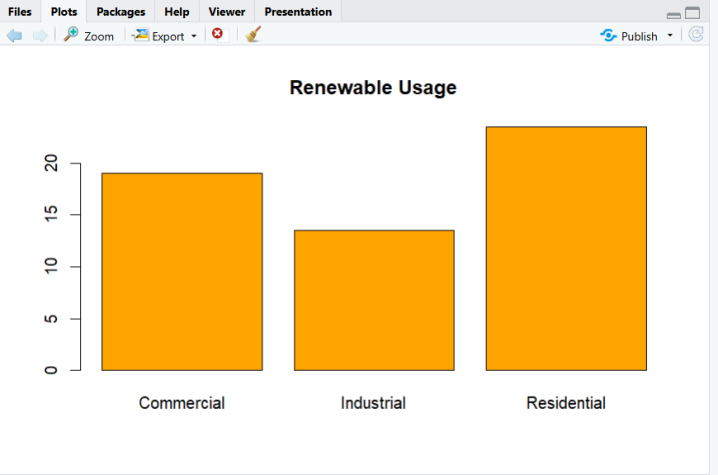 Files Plots Packages Help Viewer Presentation
Zoom Export Publish
Renewable Usage
20
15
10
5
0
Commercial Industrial Residential